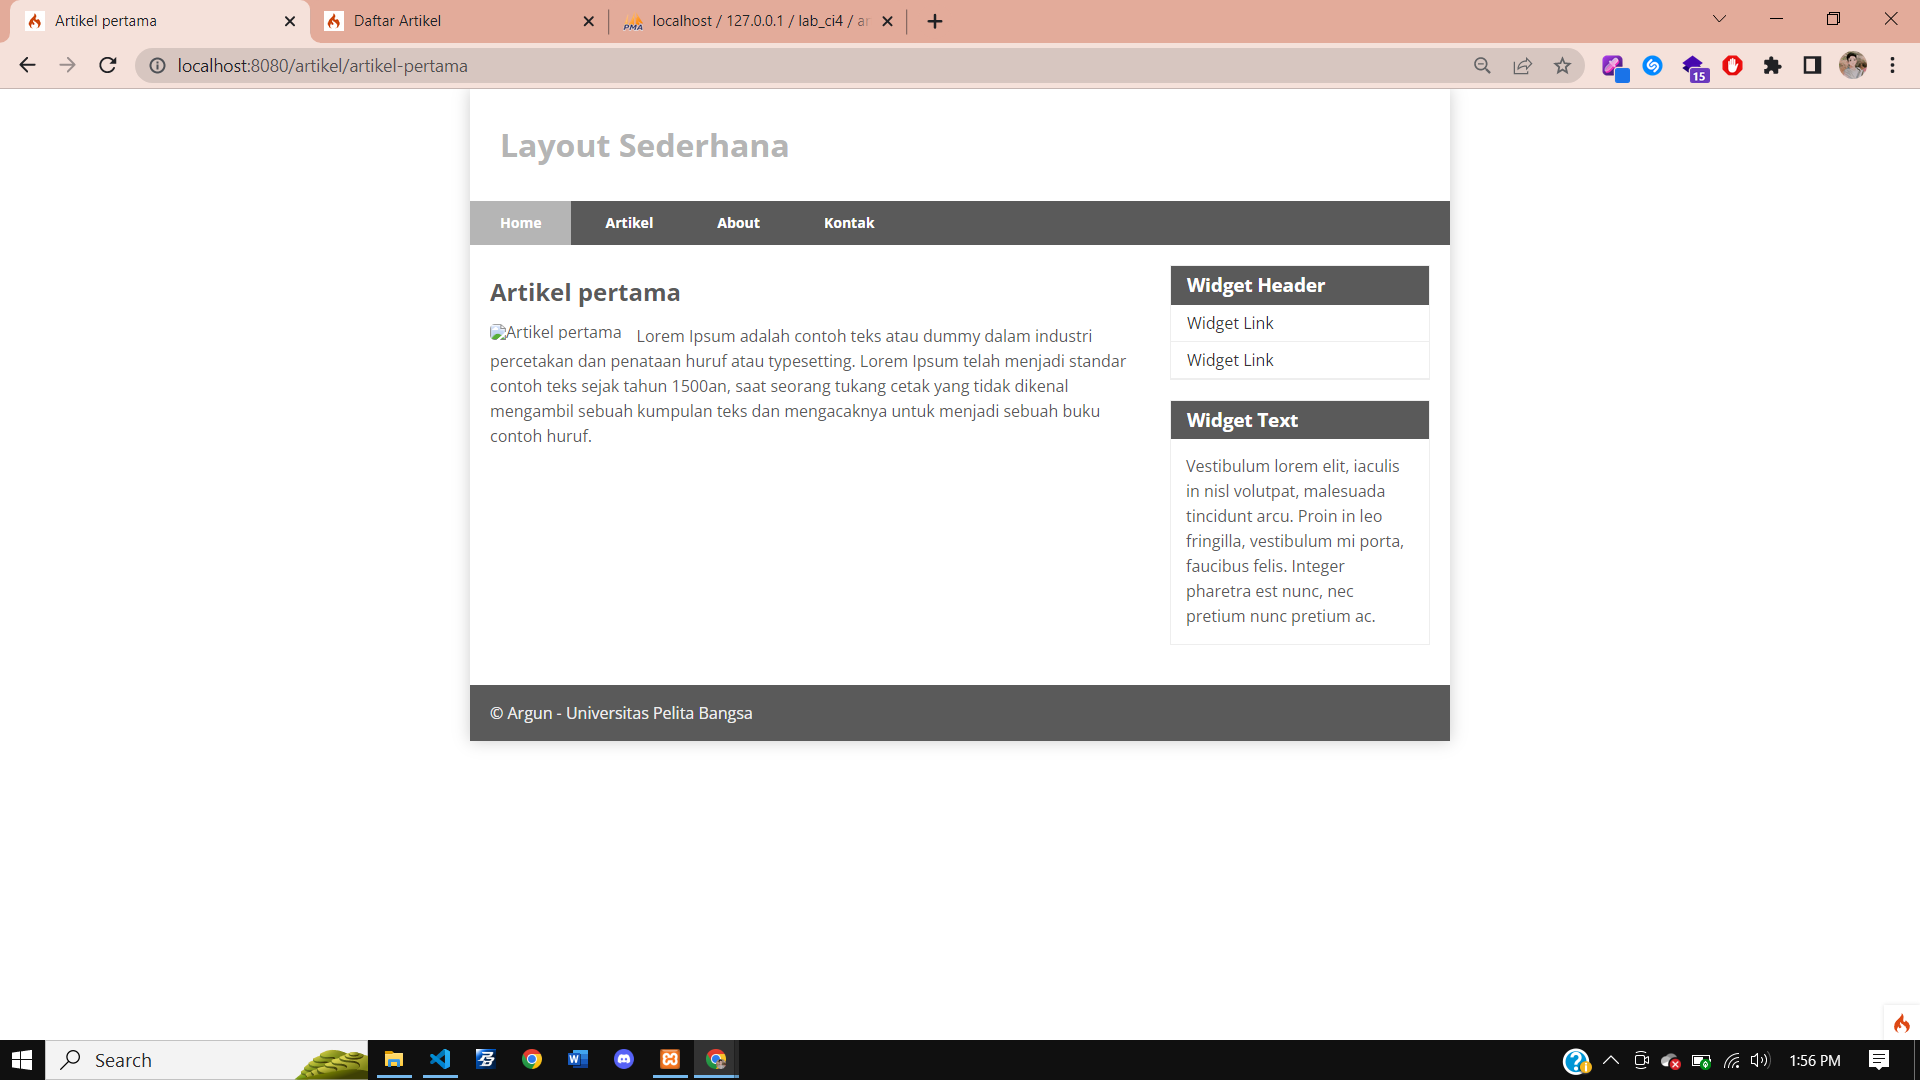 Artikel pertama
Daftar Artikel
PMA
localhost / 127.0.0.1 / lab_ci4 / ar
localhost:8080/artikel/artikel-pertama
15
Layout Sederhana
Home Artikel About Kontak
Artikel pertama
Artikel pertama Lorem Ipsum adalah contoh teks atau dummy dalam industri
percetakan dan penataan huruf atau typesetting. Lorem Ipsum telah menjadi standar
contoh teks sejak tahun 1500an, saat seorang tukang cetak yang tidak dikenal
mengambil sebuah kumpulan teks dan mengacaknya untuk menjadi sebuah buku
contoh huruf.
Widget Header
Widget Link
Widget Link
Widget Text
Vestibulum lorem elit, iaculis
in nisl volutpat, malesuada
tincidunt arcu. Proin in leo
fringilla, vestibulum mi porta,
faucibus felis. Integer
pharetra est nunc, nec
pretium nunc pretium ac.
© Argun - Universitas Pelita Bangsa
Search
1:56 PM